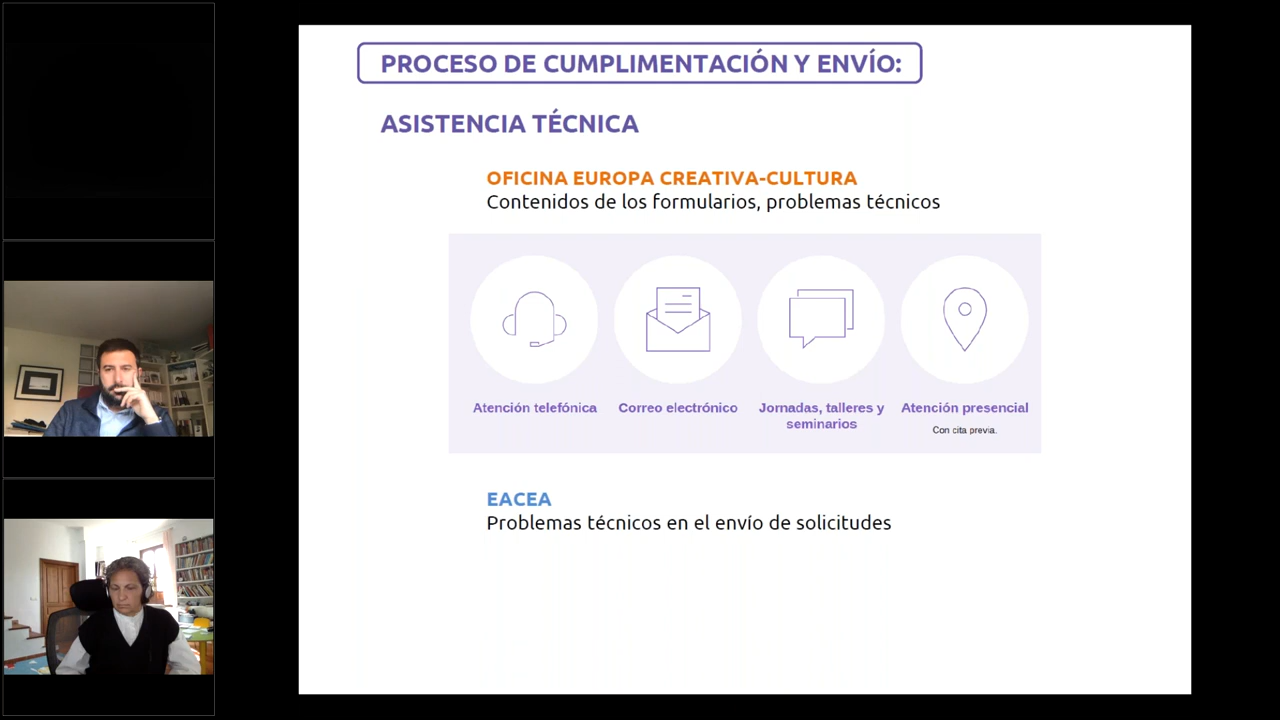 PROCESO DE CUMPLIMENTACIÓN Y ENVÍO:
ASISTENCIA TÉCNICA
OFICINA EUROPA CREATIVA-CULTURA
Contenidos de los formularios, problemas técnicos
Atención telefónica
Correo electrónico
Jornadas, talleres y
seminarios
Atención presencial
Con cita previa.
EACEA
Problemas técnicos en el envío de solicitudes